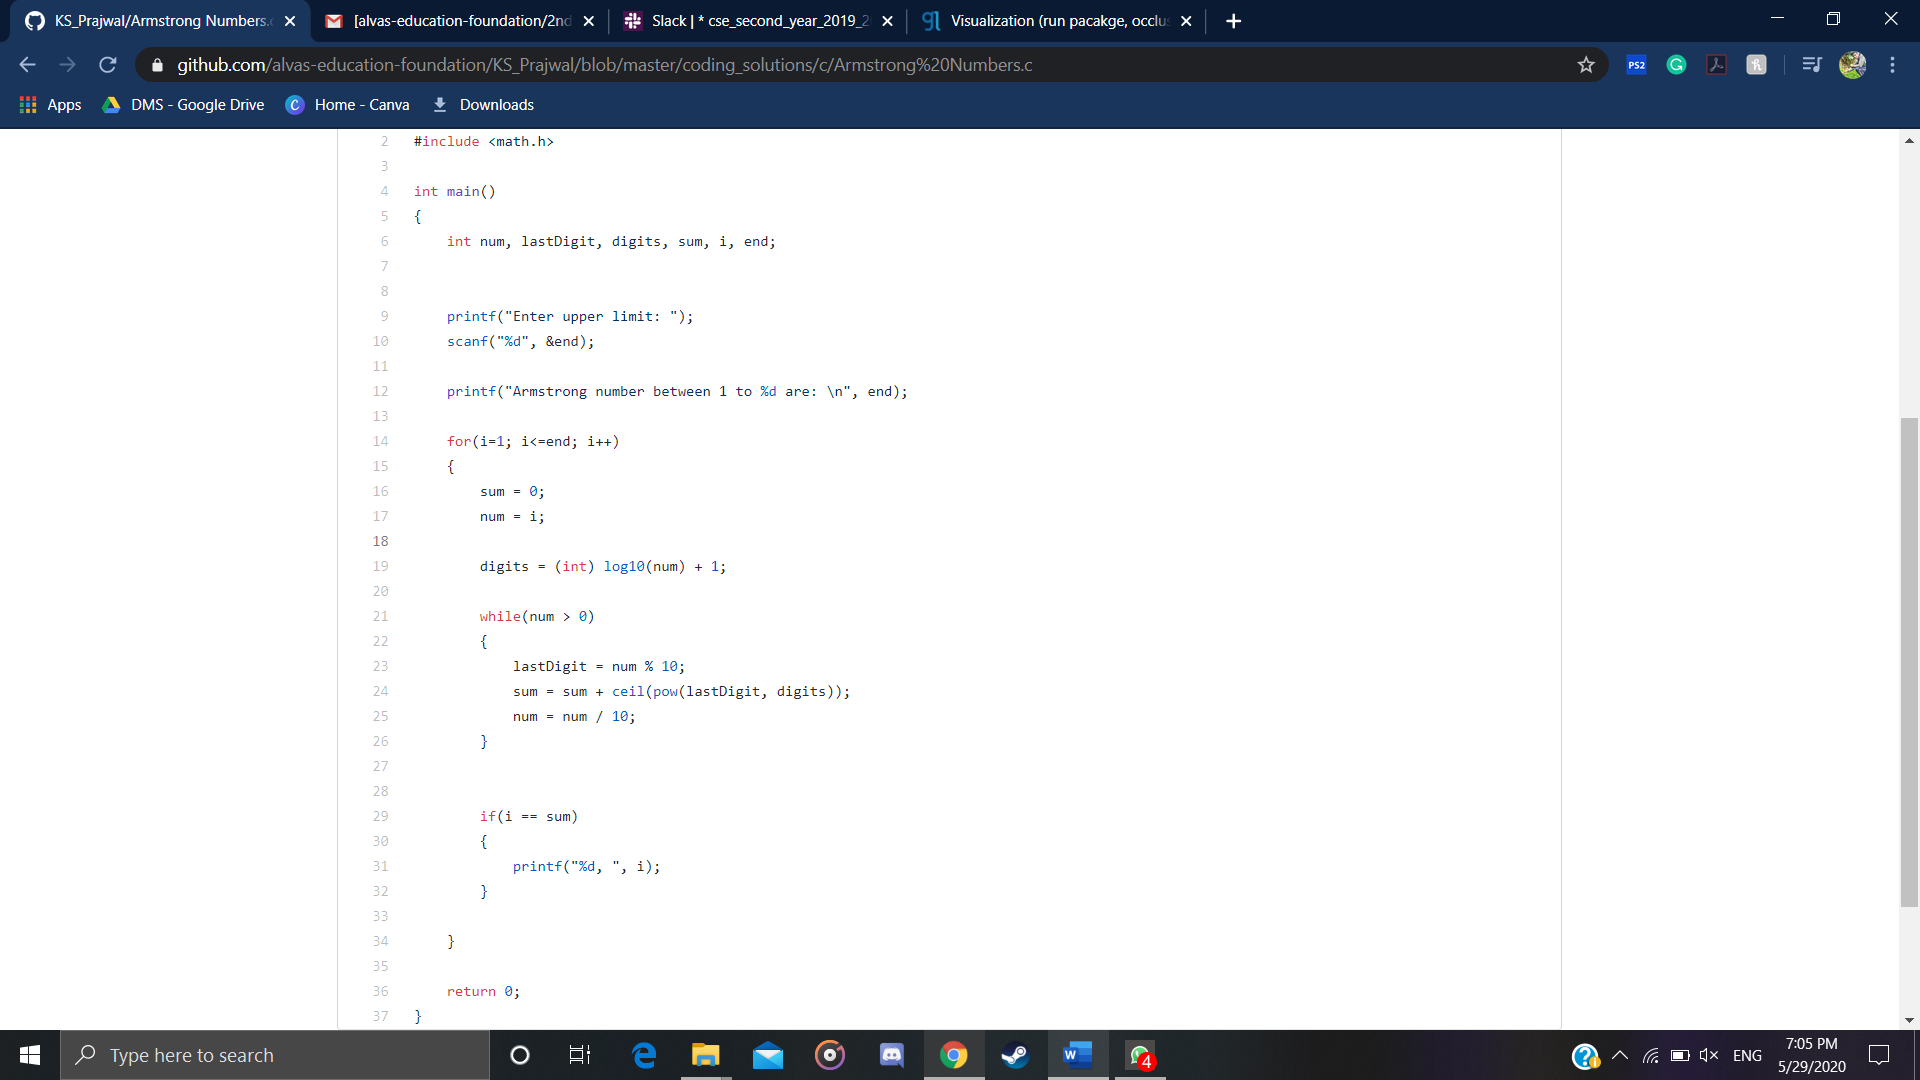 KS_Prajwal/Armstrong Numbers.c
[alvas-education-foundation/2nd
Slack | * cse_second_year_2019_2
Visualization (run pacakge, occlus
github.com/alvas-education-foundation/KS_Prajwal/blob/master/coding_solutions/c/Armstrong%20Numbers.c
PS2
Apps
DMS - Google Drive
Home - Canva
Downloads
2 #include <math.h>
3
4 int main()
5 {
6 int num, lastDigit, digits, sum, i, end;
7
8
9 printf("Enter upper limit: ");
10 scanf("%d", &end);
11
12 printf("Armstrong number between 1 to %d are: \n", end);
13
14 for(i=1; i<=end; i++)
15 {
16 sum = 0;
17 num = i;
18
19 digits = (int) log10(num) + 1;
20
21 while(num > 0)
22 {
23 lastDigit = num % 10;
24 sum = sum + ceil(pow(lastDigit, digits));
25 num = num / 10;
26 }
27
28
29 if(i == sum)
30 {
31 printf("%d, ", i);
32 }
33
34 }
35
36 return 0;
37 }
Type here to search
4
ENG
7:05 PM
5/29/2020